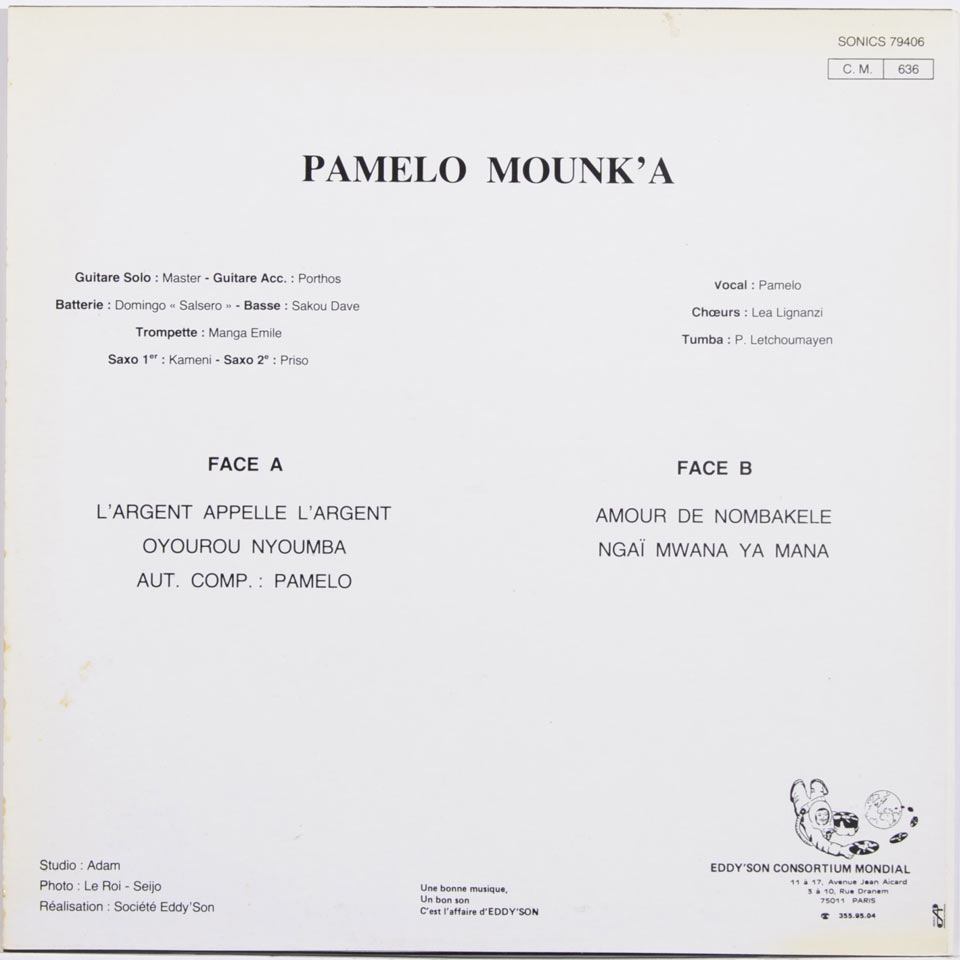 SONICS 79406
C. M. 636
PAMELO MOUNK'A
Guitare Solo : Master - Guitare Acc. : Porthos
Batterie : Domingo « Salsero » - Basse : Sakou Dave
Trompette : Manga Emile
Saxo 1er : Kameni - Saxo 2e : Priso
Vocal : Pamelo
Chœurs : Lea Lignanzi
Tumba : P. Letchoumayen
FACE A
L'ARGENT APPELLE L'ARGENT
OYOUROU NYOUMBA
AUT. COMP. : PAMELO
FACE B
AMOUR DE NOMBAKELE
NGAÏ MWANA YA MANA
Studio : Adam
Photo : Le Roi - Seijo
Réalisation : Société Eddy'Son
Une bonne musique,
Un bon son
C'est l'affaire d'EDDY'SON
EDDY'SON CONSORTIUM MONDIAL
11 à 17, Avenue Jean Aicard
3 à 10, Rue Dranem
75011 PARIS
☎ 355.95.04